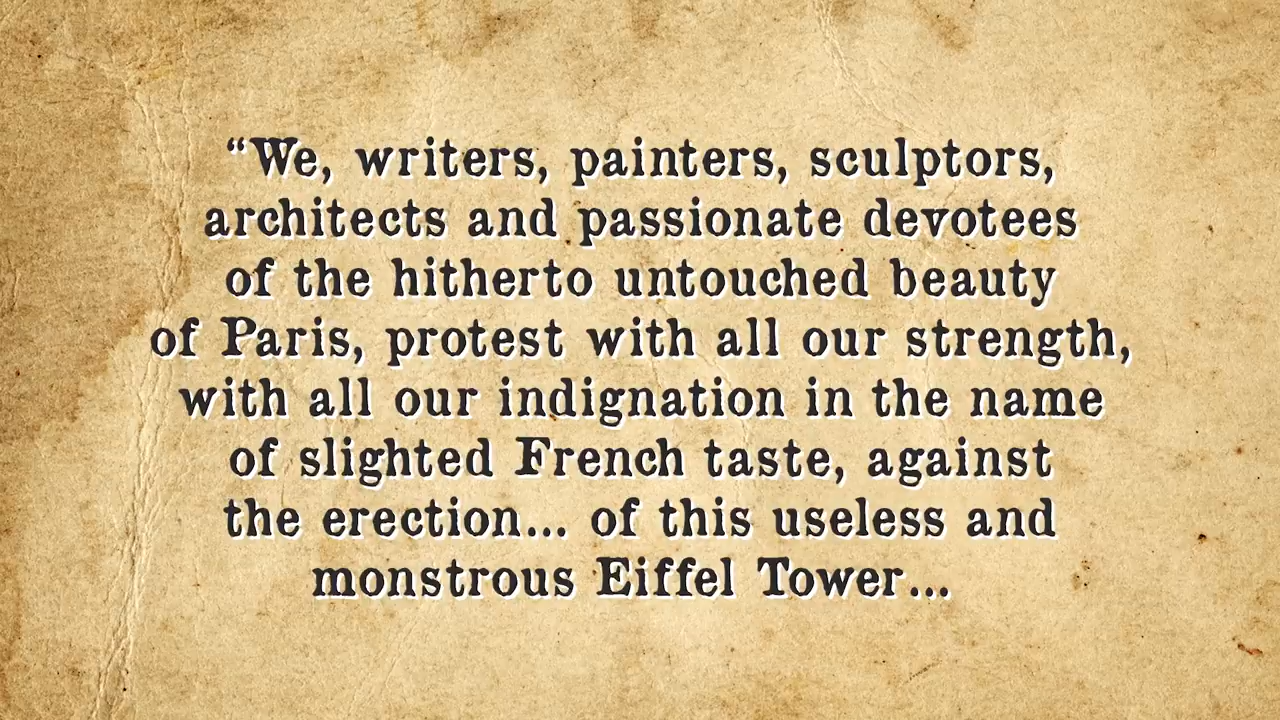 “We, writers, painters, sculptors,
architects and passionate devotees
of the hitherto untouched beauty
of Paris, protest with all our strength,
with all our indignation in the name
of slighted French taste, against
the erection... of this useless and
monstrous Eiffel Tower...